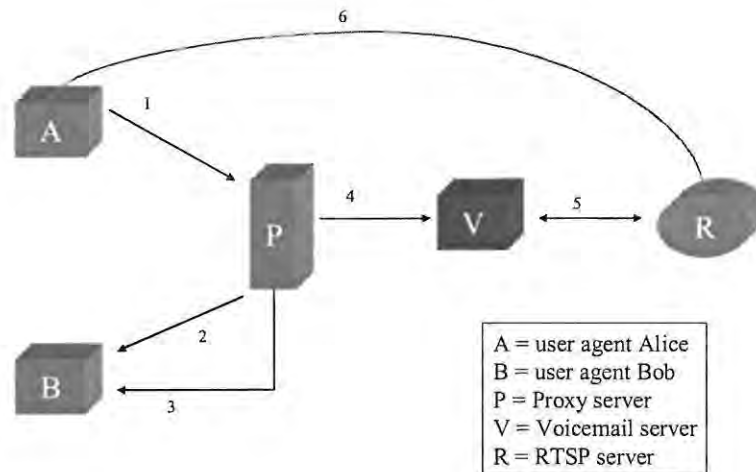 6
1
A
4
5
P
V
R
2
B
3
A = user agent Alice
B = user agent Bob
P = Proxy server
V = Voicemail server
R = RTSP server